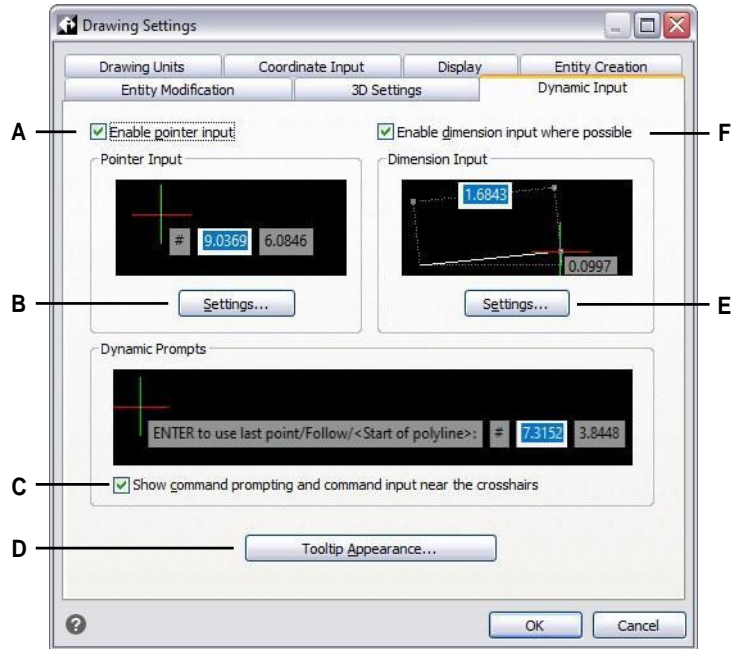 Drawing Settings
Drawing Units Coordinate Input Display Entity Creation
Entity Modification 3D Settings Dynamic Input
A Enable pointer input Enable dimension input where possible F
Pointer Input Dimension Input
1.6843
# 9.0369 6.0846
0.0997
B Settings... Settings... E
Dynamic Prompts
ENTER to use last point/Follow/<Start of polyline>: # 7.3152 3.8448
C Show command prompting and command input near the crosshairs
D Tooltip Appearance...
? OK Cancel